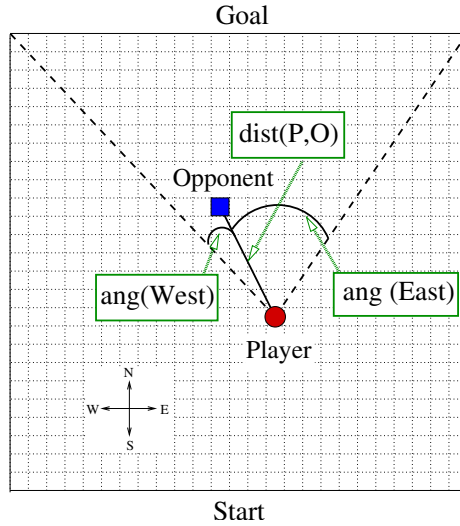 Goal
dist(P,O)
Opponent
ang(West)
ang (East)
Player
N
W E
S
Start